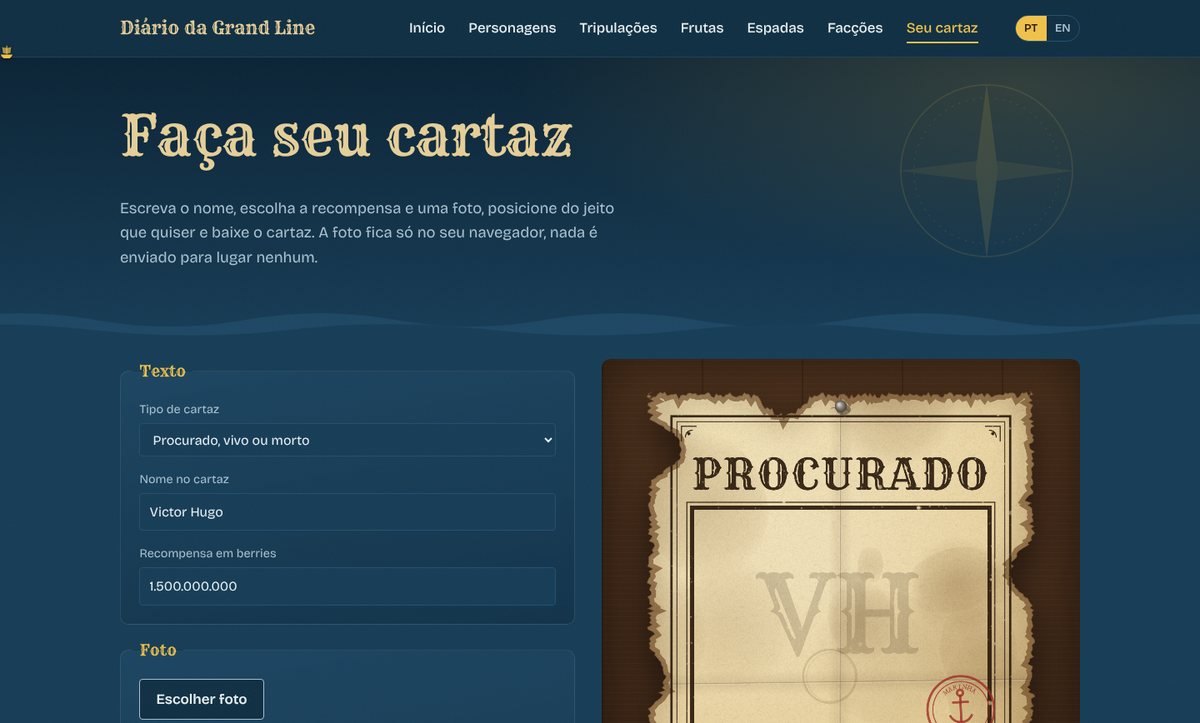 Diário da Grand Line
Início
Personagens
Tripulações
Frutas
Espadas
Facções
Seu cartaz
PT
EN
Faça seu cartaz
Escreva o nome, escolha a recompensa e uma foto, posicione do jeito
que quiser e baixe o cartaz. A foto fica só no seu navegador, nada é
enviado para lugar nenhum.
Texto
Tipo de cartaz
Procurado, vivo ou morto
Nome no cartaz
Victor Hugo
Recompensa em berries
1.500.000.000
Foto
Escolher foto
PROCURADO
VH
MARINHA